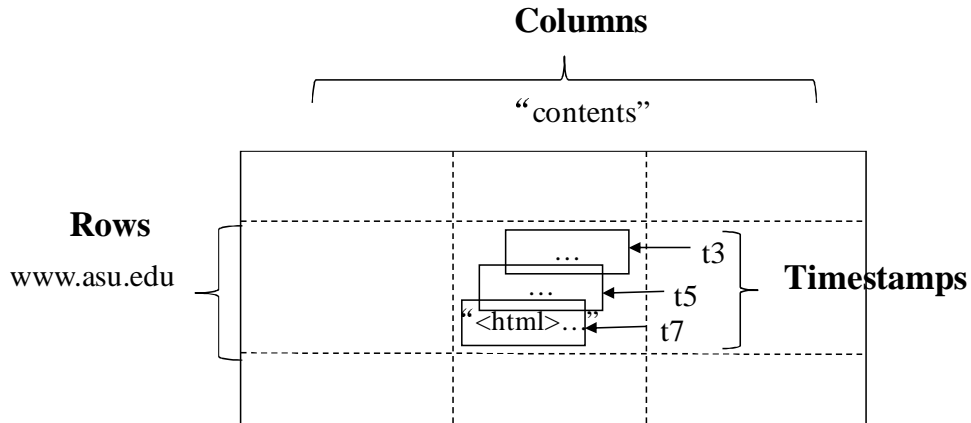 Columns
“contents”
Rows
www.asu.edu
…
t3
…
t5
“<html>…”
t7
Timestamps